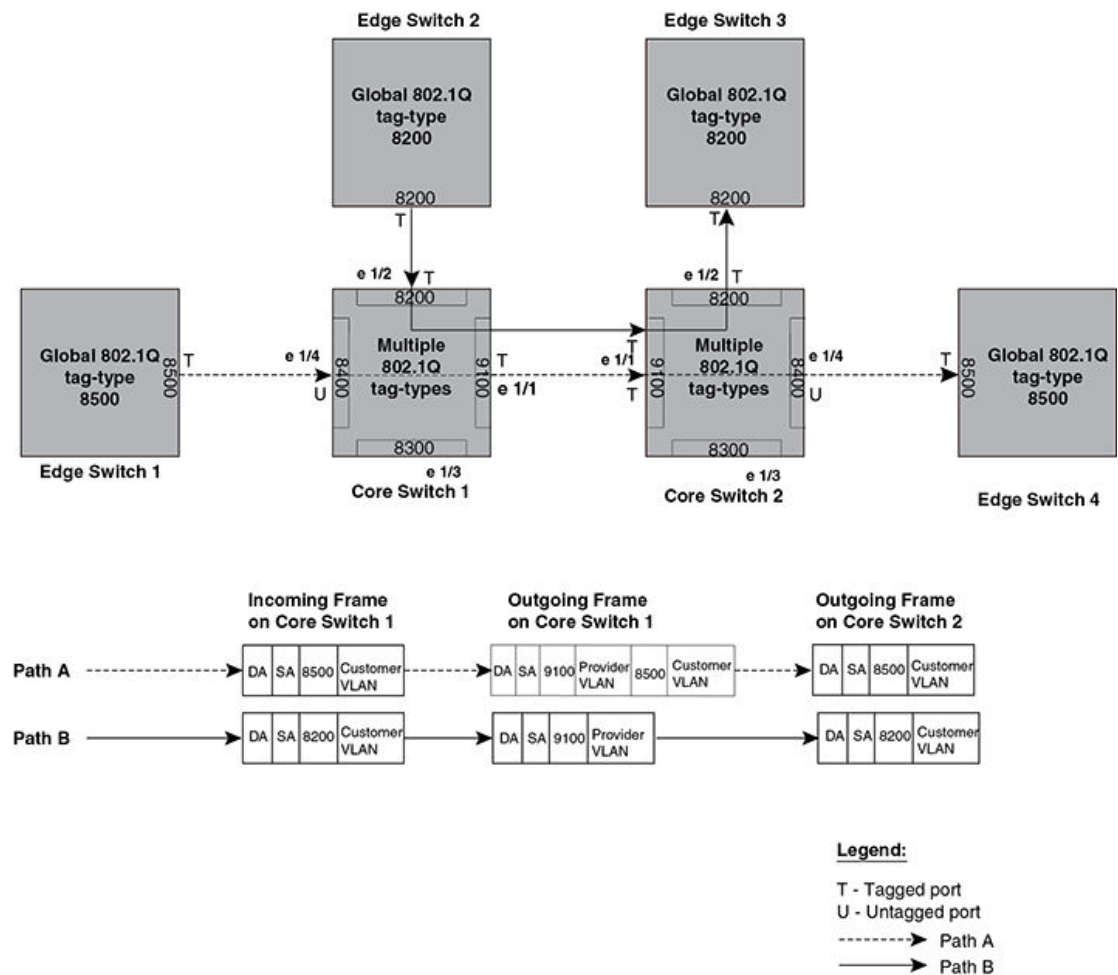 Edge Switch 2
Edge Switch 3
Global 802.1Q
tag-type
8200
8200
T
Global 802.1Q
tag-type
8200
8200
T
e 1/2
T
e 1/2
T
Global 802.1Q
tag-type
8500
8500
T
e 1/4
U
8200
8400
Multiple
802.1Q
tag-types
9100
8300
T
e 1/1
T
e 1/1
T
8200
9100
Multiple
802.1Q
tag-types
8400
8300
e 1/4
U
T
8500
Global 802.1Q
tag-type
8500
Edge Switch 1
e 1/3
Core Switch 1
e 1/3
Core Switch 2
Edge Switch 4
Incoming Frame
on Core Switch 1
Outgoing Frame
on Core Switch 1
Outgoing Frame
on Core Switch 2
Path A
DA SA 8500 Customer
VLAN
DA SA 9100 Provider
VLAN
8500 Customer
VLAN
DA SA 8500 Customer
VLAN
Path B
DA SA 8200 Customer
VLAN
DA SA 9100 Provider
VLAN
DA SA 8200 Customer
VLAN
Legend:
T - Tagged port
U - Untagged port
Path A
Path B